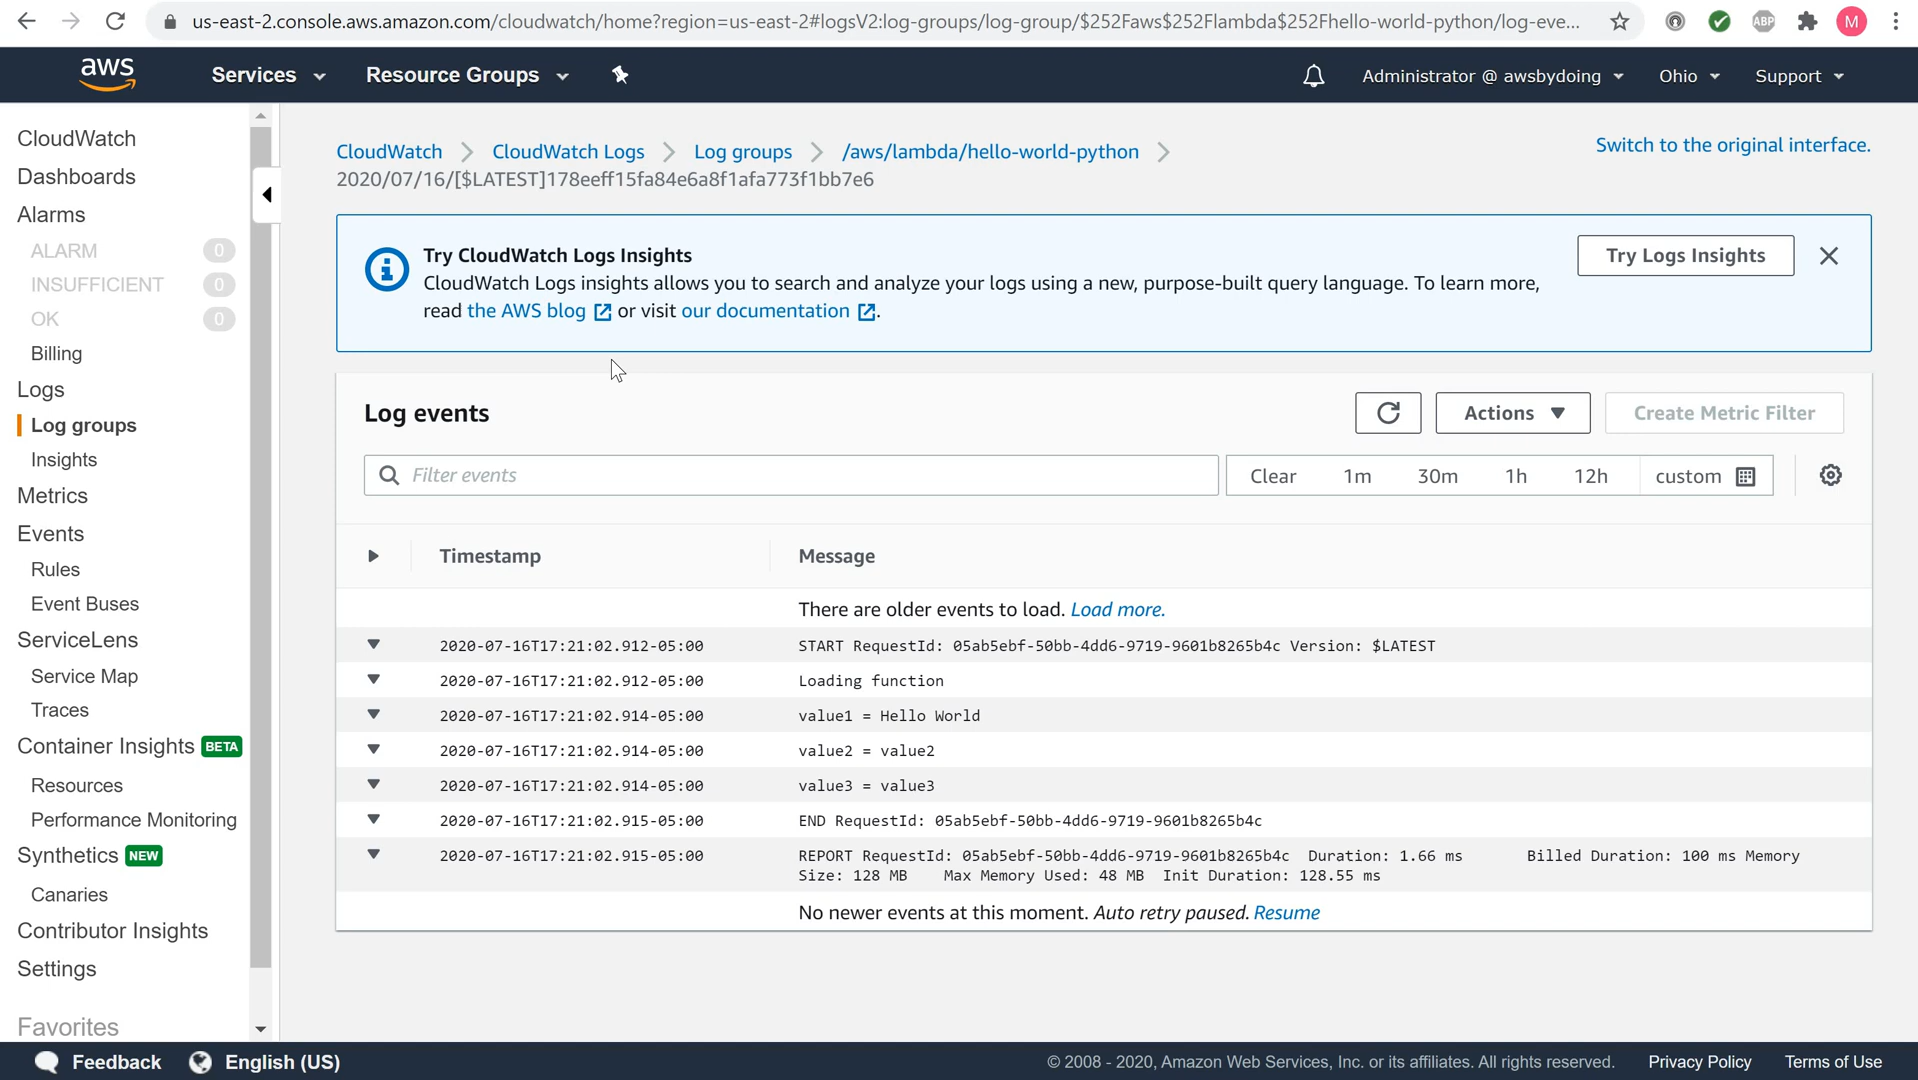 us-east-2.console.aws.amazon.com/cloudwatch/home?region=us-east-2#logsV2:log-groups/log-group/$252Faws$252Flambda$252Fhello-world-python/log-eve...
ABP
M
aws
Services
Resource Groups
Administrator @ awsbydoing
Ohio
Support
CloudWatch
Dashboards
Alarms
ALARM 0
INSUFFICIENT 0
OK 0
Billing
Logs
Log groups
Insights
Metrics
Events
Rules
Event Buses
ServiceLens
Service Map
Traces
Container Insights BETA
Resources
Performance Monitoring
Synthetics NEW
Canaries
Contributor Insights
Settings
Favorites
CloudWatch
CloudWatch Logs
Log groups
/aws/lambda/hello-world-python
2020/07/16/[$LATEST]178eeff15fa84e6a8f1afa773f1bb7e6
Switch to the original interface.
Try CloudWatch Logs Insights
CloudWatch Logs insights allows you to search and analyze your logs using a new, purpose-built query language. To learn more,
read the AWS blog or visit our documentation .
Try Logs Insights
Log events
Actions
Create Metric Filter
Filter events
Clear 1m 30m 1h 12h custom
Timestamp Message
There are older events to load. Load more.
2020-07-16T17:21:02.912-05:00 START RequestId: 05ab5ebf-50bb-4dd6-9719-9601b8265b4c Version: $LATEST
2020-07-16T17:21:02.912-05:00 Loading function
2020-07-16T17:21:02.914-05:00 value1 = Hello World
2020-07-16T17:21:02.914-05:00 value2 = value2
2020-07-16T17:21:02.914-05:00 value3 = value3
2020-07-16T17:21:02.915-05:00 END RequestId: 05ab5ebf-50bb-4dd6-9719-9601b8265b4c
2020-07-16T17:21:02.915-05:00 REPORT RequestId: 05ab5ebf-50bb-4dd6-9719-9601b8265b4c Duration: 1.66 ms Billed Duration: 100 ms Memory
Size: 128 MB Max Memory Used: 48 MB Init Duration: 128.55 ms
No newer events at this moment. Auto retry paused. Resume
Feedback
English (US)
© 2008 - 2020, Amazon Web Services, Inc. or its affiliates. All rights reserved.
Privacy Policy
Terms of Use